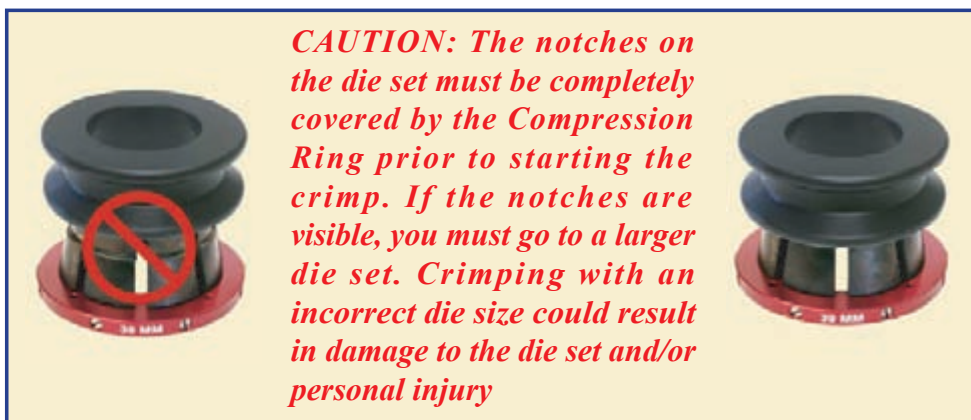 CAUTION: The notches on
the die set must be completely
covered by the Compression
Ring prior to starting the
crimp. If the notches are
visible, you must go to a larger
die set. Crimping with an
incorrect die size could result
in damage to the die set and/or
personal injury
MM
MM